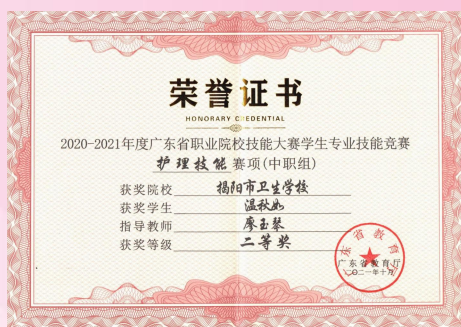 荣誉证书
HONORARY CREDENTIAL
2020-2021年度广东省职业院校技能大赛学生专业技能竞赛
护理技能赛项(中职组)
获奖院校 揭阳市卫生学校
获奖学生 温秋如
指导教师 廖玉琴
获奖等级 二等奖
广东省教育厅
二〇二一年十月